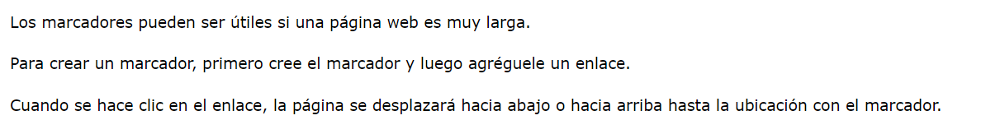 Los marcadores pueden ser útiles si una página web es muy larga.
Para crear un marcador, primero cree el marcador y luego agréguele un enlace.
Cuando se hace clic en el enlace, la página se desplazará hacia abajo o hacia arriba hasta la ubicación con el marcador.